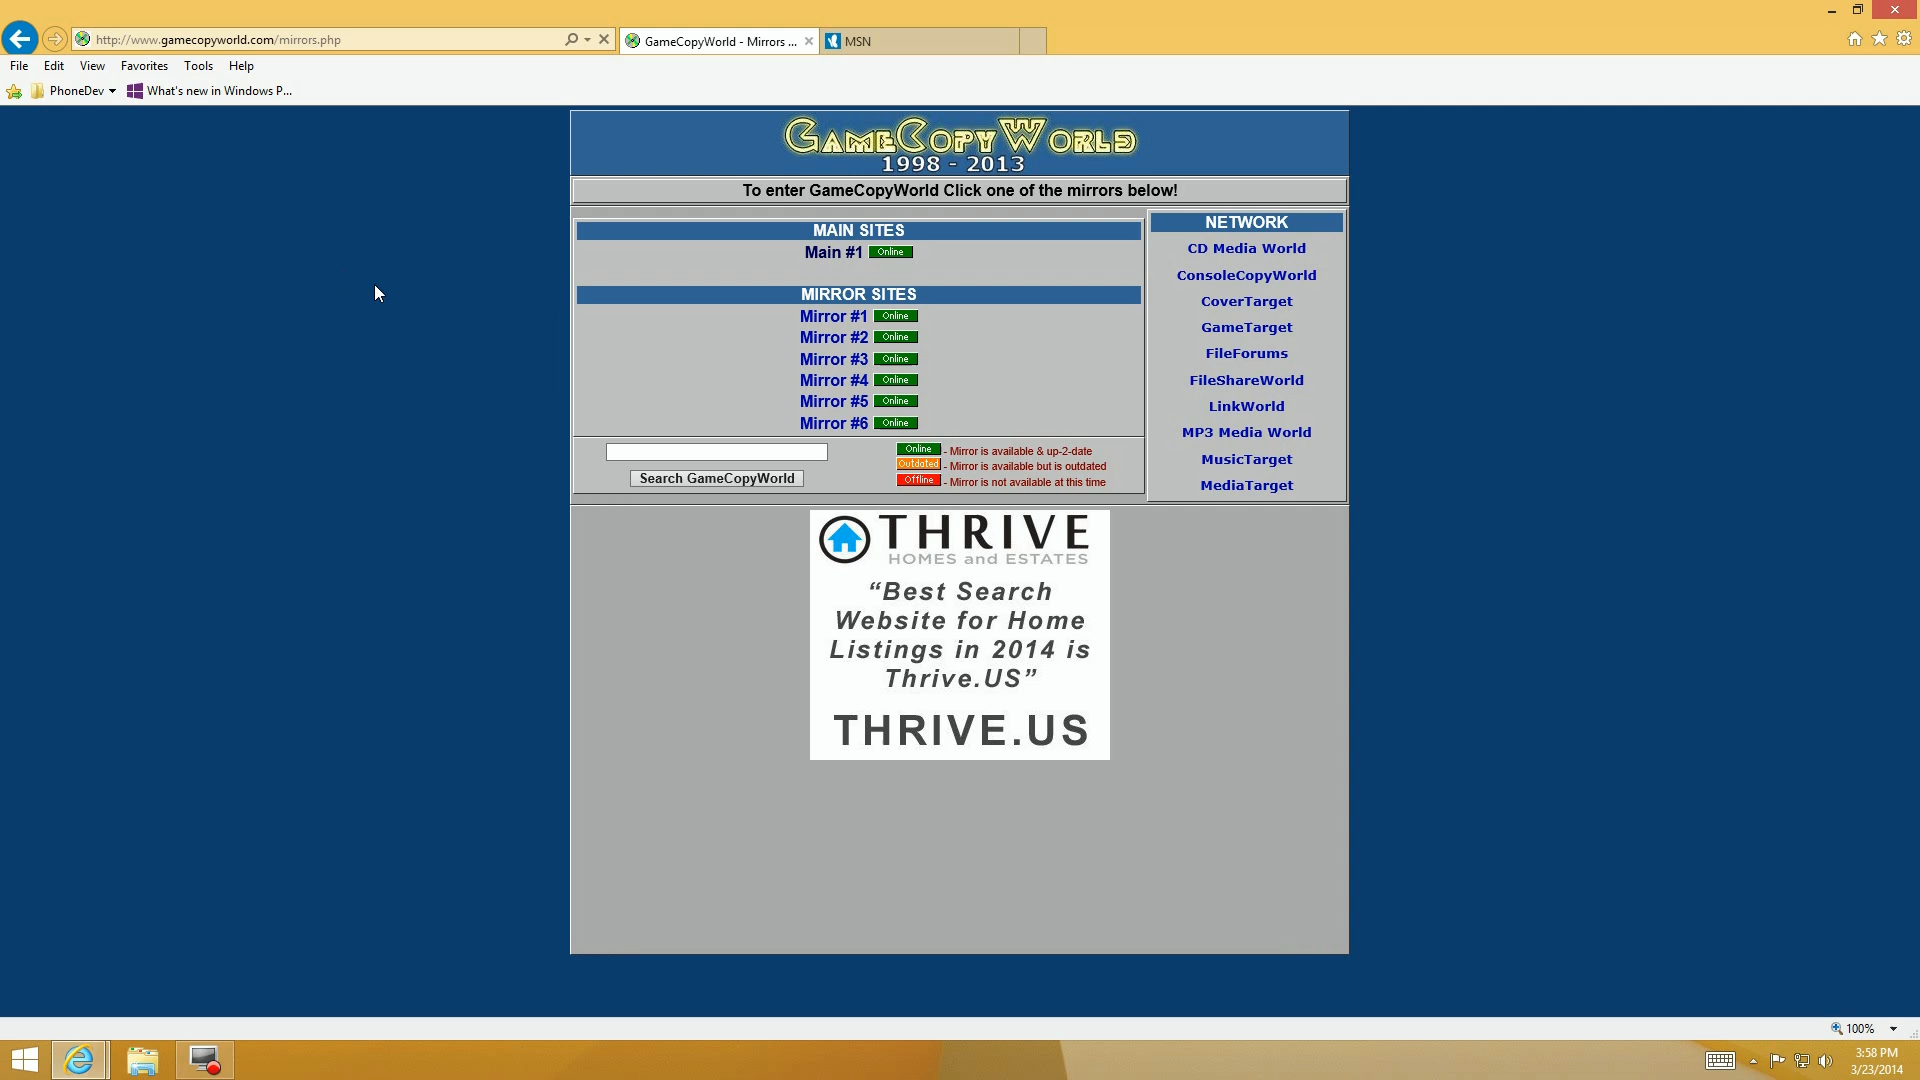 http://www.gamecopyworld.com/mirrors.php
GameCopyWorld - Mirrors ...
MSN
File Edit View Favorites Tools Help
PhoneDev
What's new in Windows P...
GAMECOPYWORLD
1998 - 2013
To enter GameCopyWorld Click one of the mirrors below!
MAIN SITES
Main #1 Online
MIRROR SITES
Mirror #1 Online
Mirror #2 Online
Mirror #3 Online
Mirror #4 Online
Mirror #5 Online
Mirror #6 Online
Search GameCopyWorld
Online - Mirror is available & up-2-date
Outdated - Mirror is available but is outdated
Offline - Mirror is not available at this time
NETWORK
CD Media World
ConsoleCopyWorld
CoverTarget
GameTarget
FileForums
FileShareWorld
LinkWorld
MP3 Media World
MusicTarget
MediaTarget
THRIVE
HOMES and ESTATES
“Best Search
Website for Home
Listings in 2014 is
Thrive.US”
THRIVE.US
100%
3:58 PM
3/23/2014